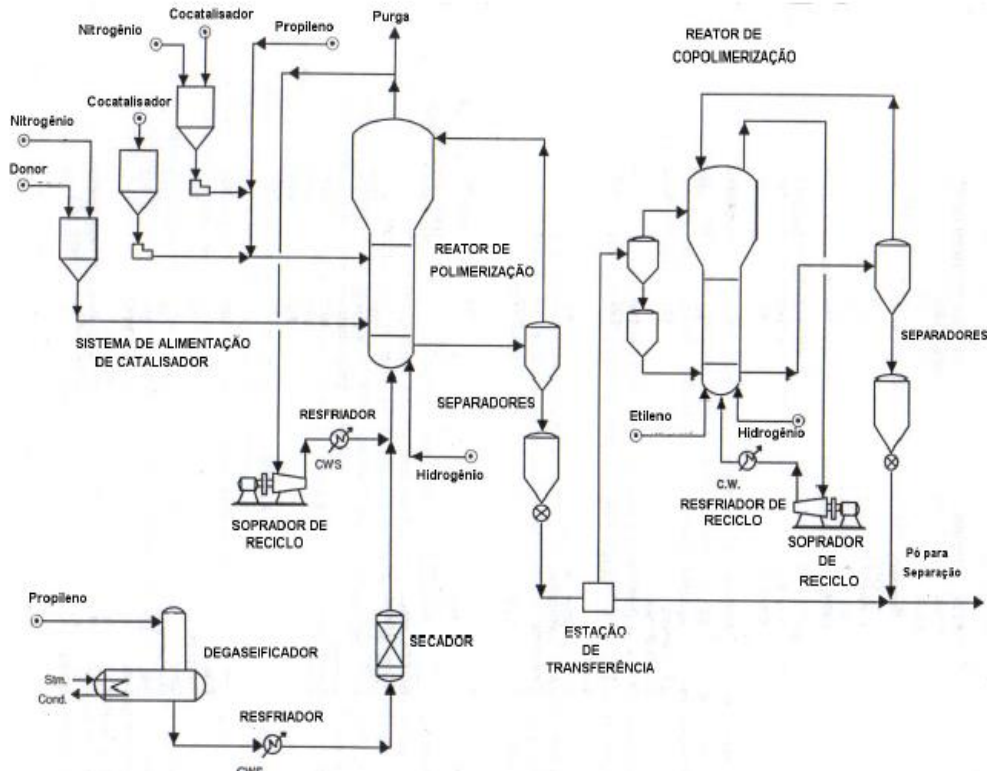 Cocatalisador
Nitrogênio
Propileno
Purga
REATOR DE
COPOLIMERIZAÇÃO
Cocatalisador
Nitrogênio
Donor
REATOR DE
POLIMERIZAÇÃO
SISTEMA DE ALIMENTAÇÃO
DE CATALISADOR
SEPARADORES
SEPARADORES
RESFRIADOR
CWS
Hidrogênio
Etileno
Hidrogênio
C.W.
SOPRADOR DE
RECICLO
RESFRIADOR DE
RECICLO
SOPRADOR
DE
RECICLO
Pó para
Separação
Propileno
DEGASEIFICADOR
SECADOR
ESTAÇÃO
DE
TRANSFERÊNCIA
Stm.
Cond.
RESFRIADOR
CWS